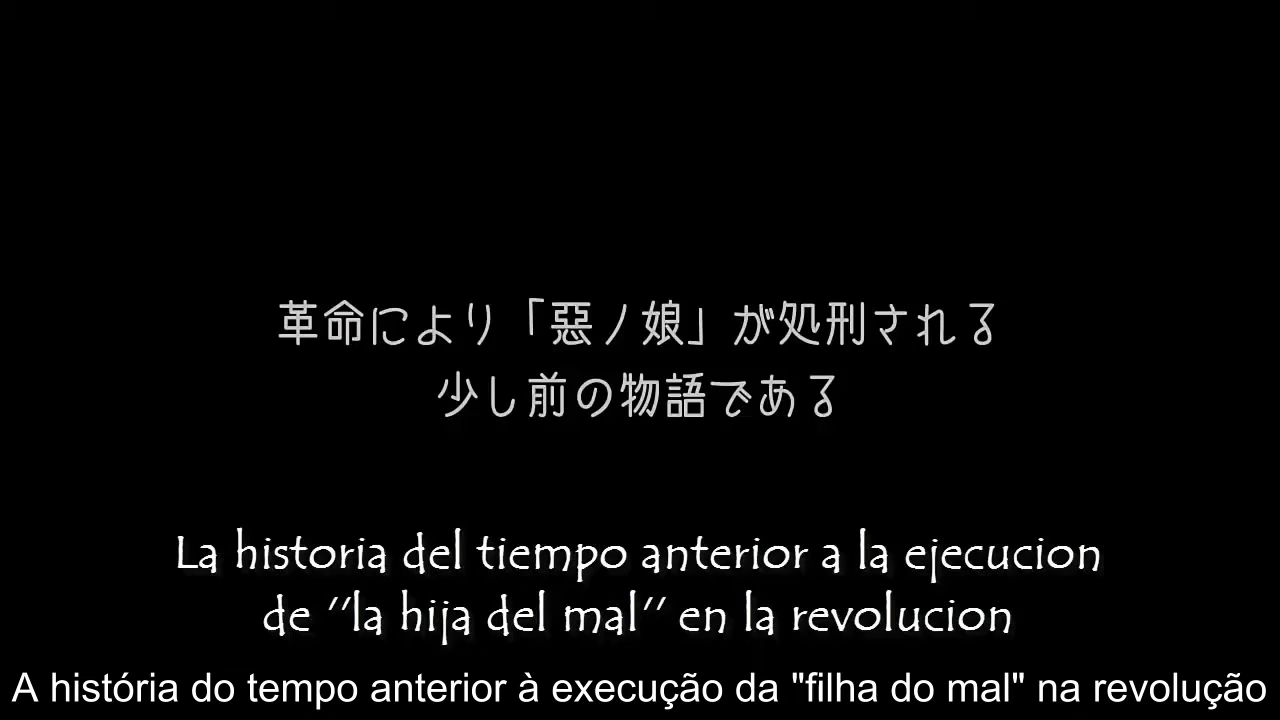 革命により「惡ノ娘」が処刑される
少し前の物語である
La historia del tiempo anterior a la ejecucion
de "la hija del mal" en la revolucion
A história do tempo anterior à execução da "filha do mal" na revolução